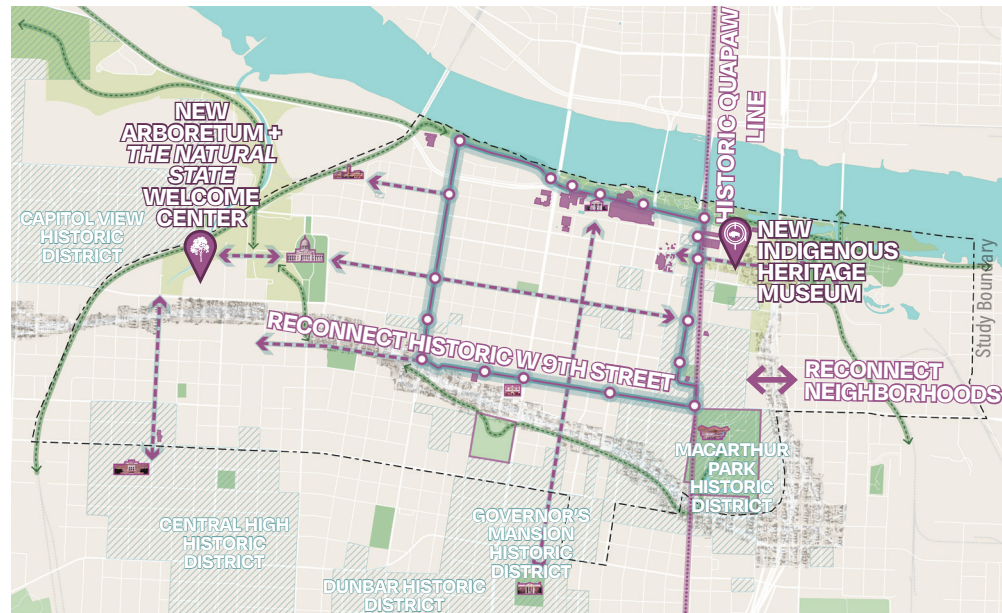 NEW
ARBORETUM +
THE NATURAL
STATE
WELCOME
CENTER
CAPITOL VIEW
HISTORIC
DISTRICT
HISTORIC QUAPAW
LINE
NEW
INDIGENOUS
HERITAGE
MUSEUM
Study Boundary
RECONNECT HISTORIC W 9TH STREET
RECONNECT
NEIGHBORHOODS
MACARTHUR
PARK
HISTORIC
DISTRICT
CENTRAL HIGH
HISTORIC
DISTRICT
GOVERNOR'S
MANSION
HISTORIC
DISTRICT
DUNBAR HISTORIC
DISTRICT